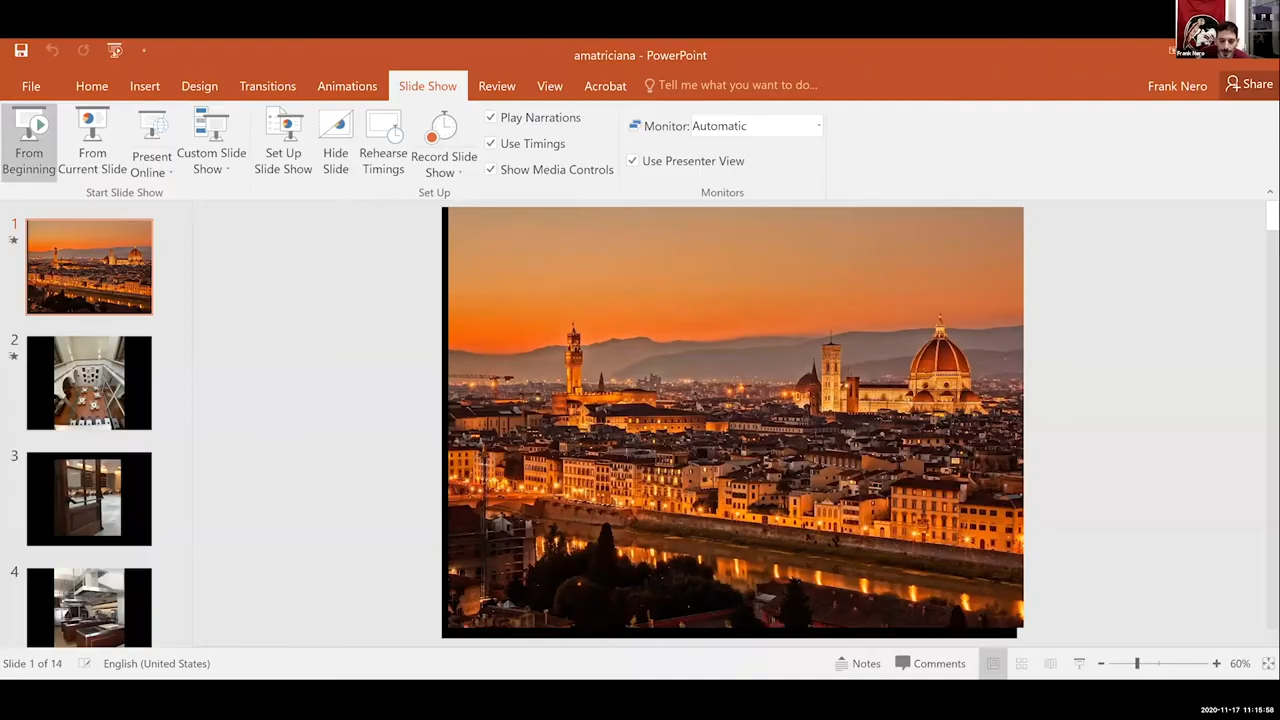 Frank Nero
amatriciana - PowerPoint
File Home Insert Design Transitions Animations Slide Show Review View Acrobat Tell me what you want to do... Frank Nero Share
From Beginning
From Current Slide
Present Online
Custom Slide Show
Set Up Slide Show
Hide Slide
Rehearse Timings
Record Slide Show
Play Narrations
Use Timings
Show Media Controls
Monitor: Automatic
Use Presenter View
Start Slide Show
Set Up
Monitors
1
2
3
4
Slide 1 of 14 English (United States) Notes Comments 60%
2020-11-17 11:15:58